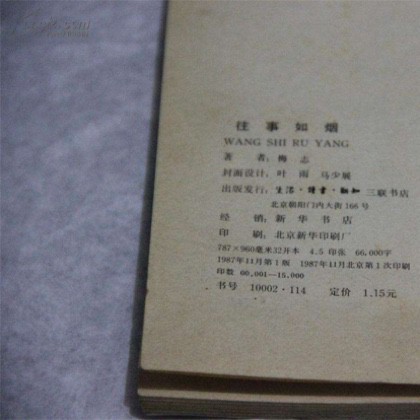 往事如烟
WANG SHI RU YANG
著 者：梅 志
封面设计：叶 雨 马少展
出版发行：生活·读书·新知三联书店
北京朝阳门内大街166号
经 销：新华书店
印 刷：北京新华印刷厂
787×960毫米32开本 4.5印张 66,000字
1987年11月第1版 1987年11月北京第1次印刷
印数 00,001—15,000
书号 10002·114 定价 1.15元